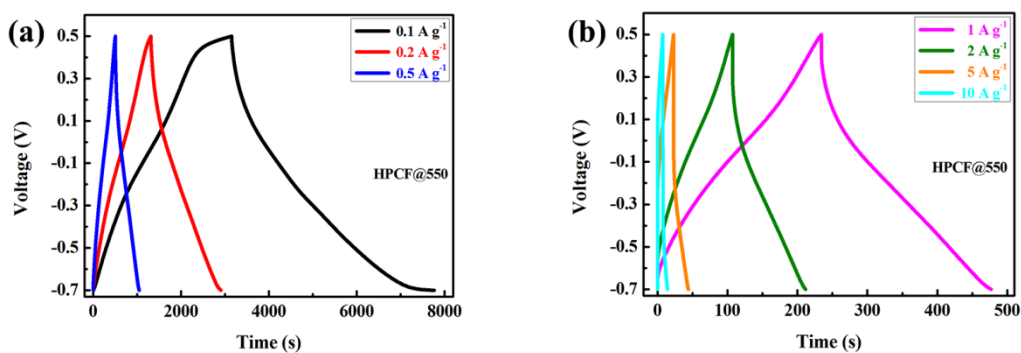 (a)
0.1 A g⁻¹
0.2 A g⁻¹
0.5 A g⁻¹
HPCF@550
Voltage (V)
0.5
0.3
0.1
-0.1
-0.3
-0.5
-0.7
0 2000 4000 6000 8000
Time (s)
(b)
1 A g⁻¹
2 A g⁻¹
5 A g⁻¹
10 A g⁻¹
HPCF@550
Voltage (V)
0.5
0.3
0.1
-0.1
-0.3
-0.5
-0.7
0 100 200 300 400 500
Time (s)